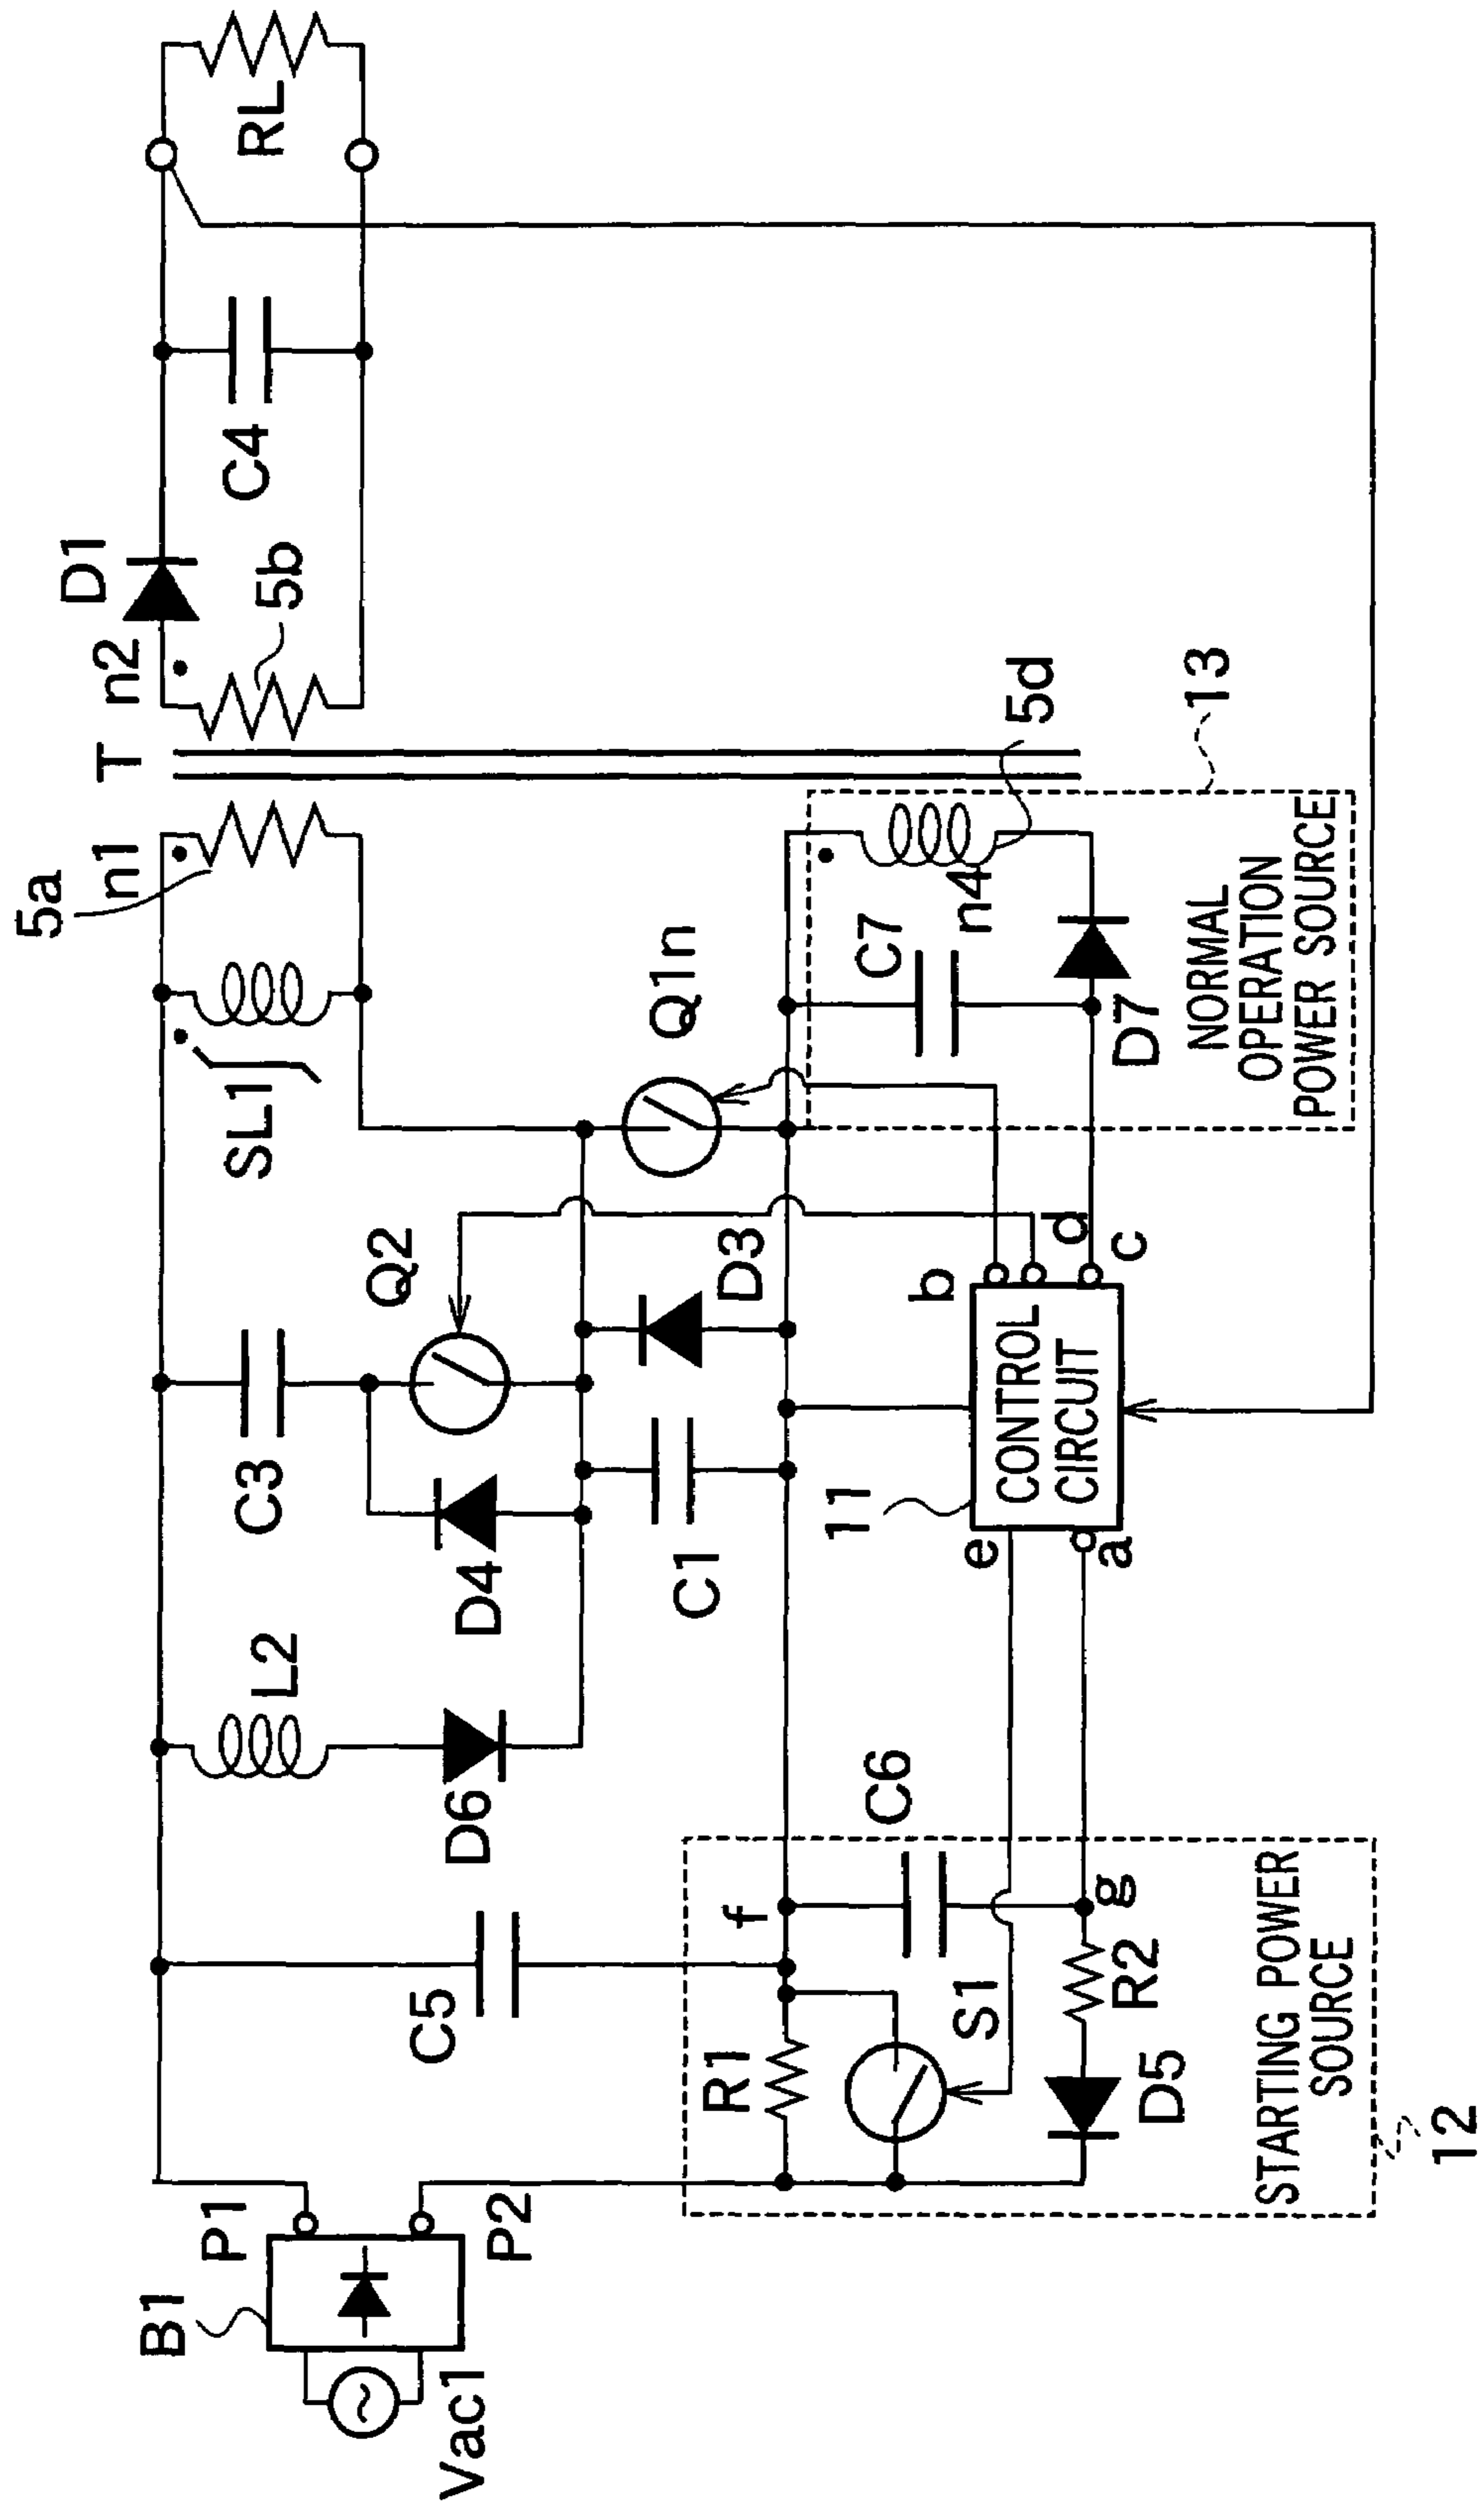 B1
Vac1
P1
P2
C5
L2
D6
C3
D4
Q2
SL1
5a
n1
T
n2
D1
5b
C4
RL
C1
D3
Q1n
C7
n4
5d
D7
NORMAL
OPERATION
POWER SOURCE
13
11
CONTROL
CIRCUIT
a
b
c
d
e
f
g
R1
S1
C6
R2
D5
STARTING POWER
SOURCE
12